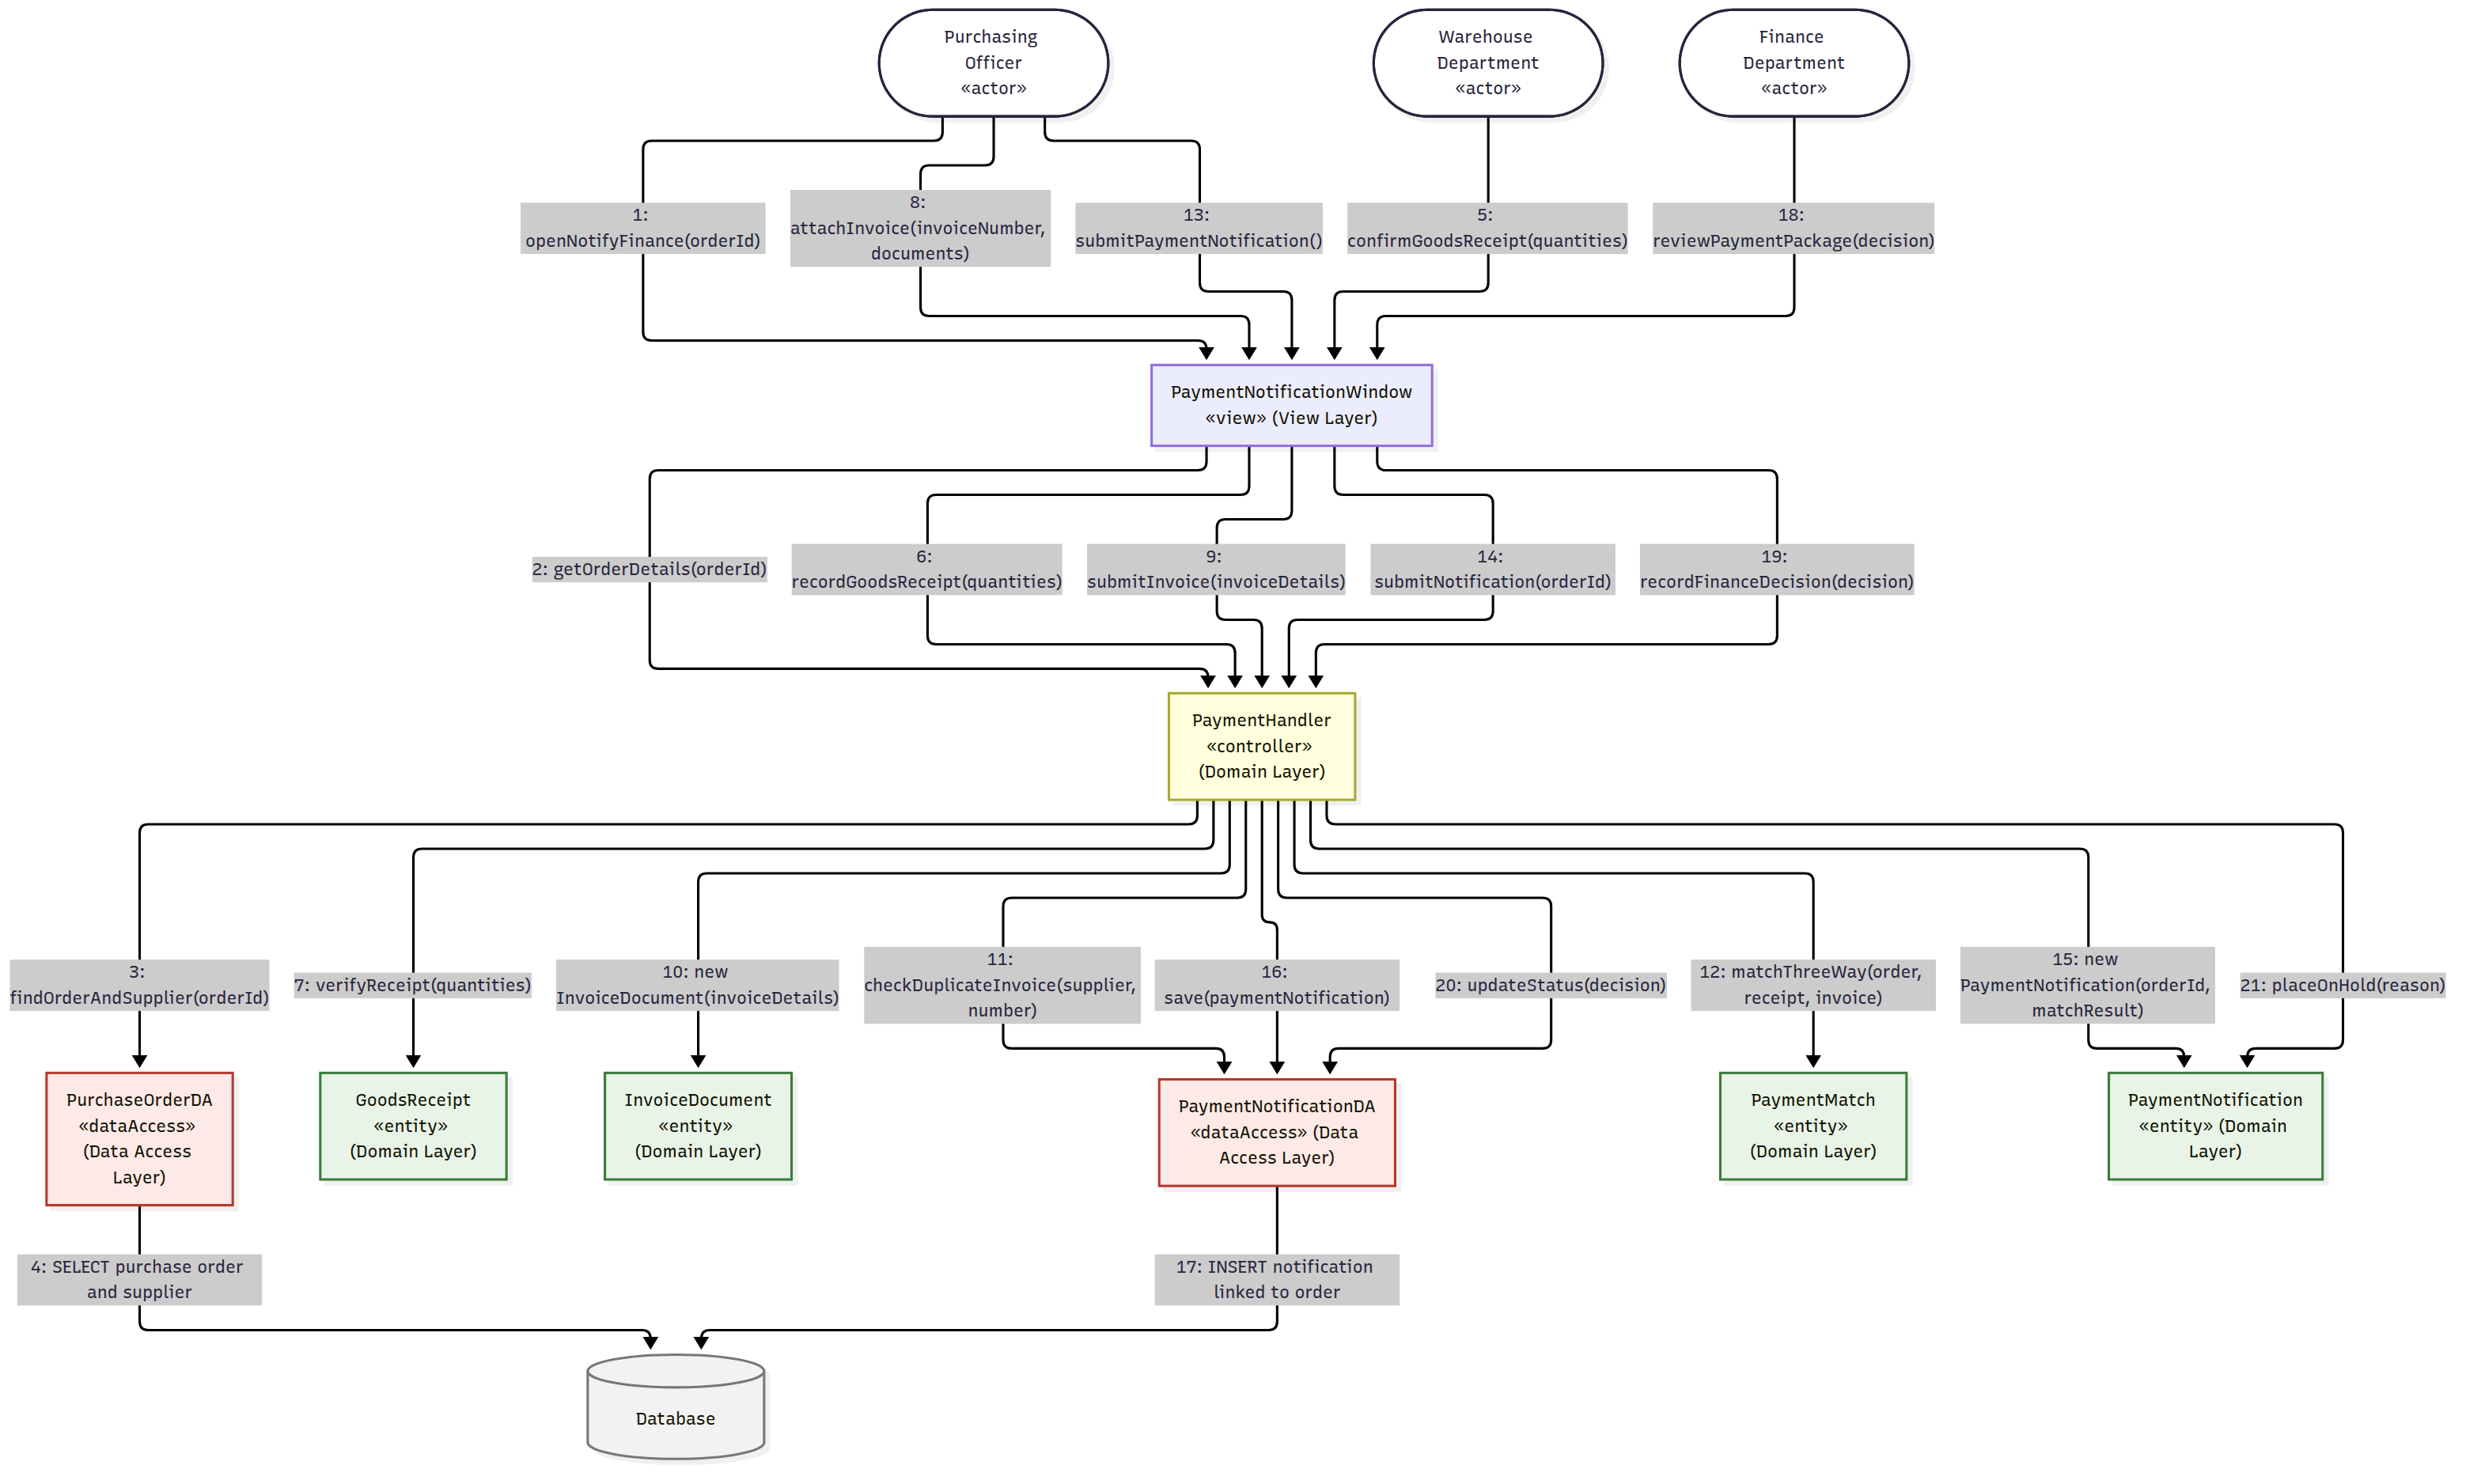 Purchasing
Officer
«actor»
Warehouse
Department
«actor»
Finance
Department
«actor»
1:
openNotifyFinance(orderId)
8:
attachInvoice(invoiceNumber,
documents)
13:
submitPaymentNotification()
5:
confirmGoodsReceipt(quantities)
18:
reviewPaymentPackage(decision)
PaymentNotificationWindow
«view» (View Layer)
2: getOrderDetails(orderId)
6:
recordGoodsReceipt(quantities)
9:
submitInvoice(invoiceDetails)
14:
submitNotification(orderId)
19:
recordFinanceDecision(decision)
PaymentHandler
«controller»
(Domain Layer)
3:
findOrderAndSupplier(orderId)
7: verifyReceipt(quantities)
10: new
InvoiceDocument(invoiceDetails)
11:
checkDuplicateInvoice(supplier,
number)
16:
save(paymentNotification)
20: updateStatus(decision)
12: matchThreeWay(order,
receipt, invoice)
15: new
PaymentNotification(orderId,
matchResult)
21: placeOnHold(reason)
PurchaseOrderDA
«dataAccess»
(Data Access
Layer)
GoodsReceipt
«entity»
(Domain Layer)
InvoiceDocument
«entity»
(Domain Layer)
PaymentNotificationDA
«dataAccess» (Data
Access Layer)
PaymentMatch
«entity»
(Domain Layer)
PaymentNotification
«entity» (Domain
Layer)
4: SELECT purchase order
and supplier
17: INSERT notification
linked to order
Database